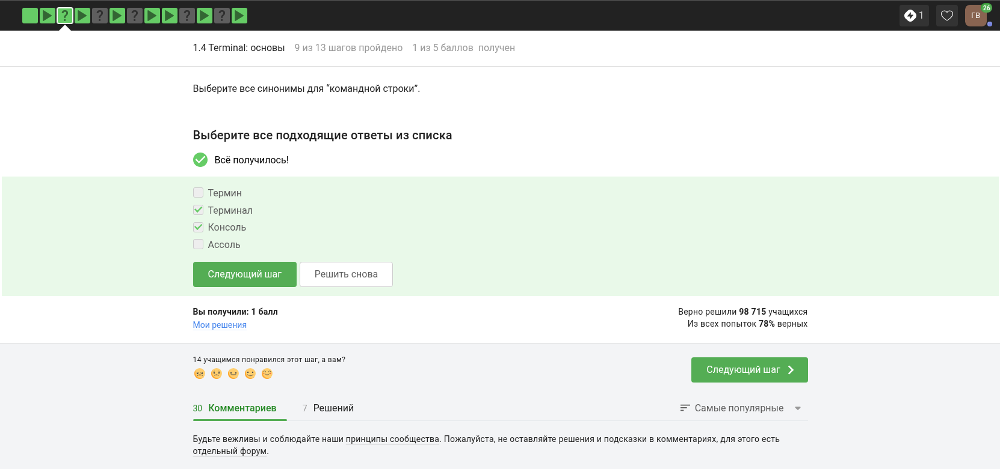 ?
?
?
?
?
1
ГВ
26
1.4 Terminal: основы 9 из 13 шагов пройдено 1 из 5 баллов получен
Выберите все синонимы для “командной строки”.
Выберите все подходящие ответы из списка
Всё получилось!
Термин
Терминал
Консоль
Ассоль
Следующий шаг Решить снова
Вы получили: 1 балл
Мои решения
Верно решили 98 715 учащихся
Из всех попыток 78% верных
14 учащимся понравился этот шаг, а вам?
Следующий шаг
30 Комментариев 7 Решений Самые популярные
Будьте вежливы и соблюдайте наши принципы сообщества. Пожалуйста, не оставляйте решения и подсказки в комментариях, для этого есть
отдельный форум.